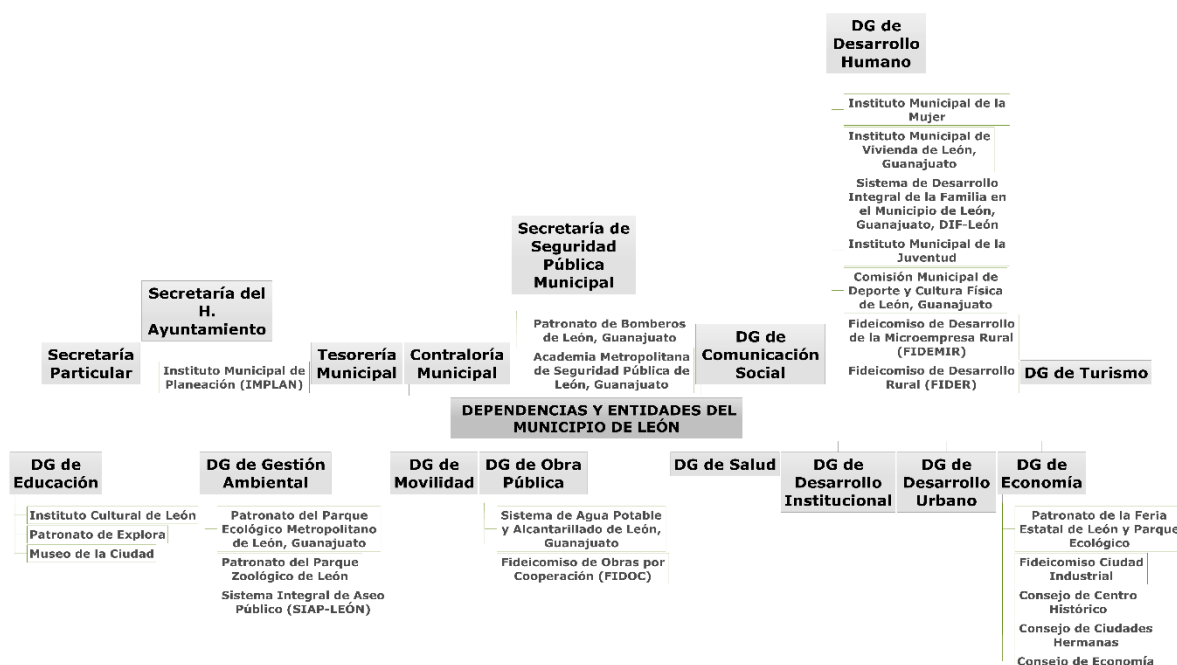 DG de
Desarrollo
Humano
Instituto Municipal de la
Mujer
Instituto Municipal de
Vivienda de León,
Guanajuato
Sistema de Desarrollo
Integral de la Familia en
el Municipio de León,
Guanajuato, DIF-León
Instituto Municipal de la
Juventud
Comisión Municipal de
Deporte y Cultura Física
de León, Guanajuato
Fideicomiso de Desarrollo
de la Microempresa Rural
(FIDEMIR)
Fideicomiso de Desarrollo
Rural (FIDER)
Secretaría de
Seguridad
Pública
Municipal
Patronato de Bomberos
de León, Guanajuato
Academia Metropolitana
de Seguridad Pública de
León, Guanajuato
Secretaría del
H.
Ayuntamiento
Instituto Municipal de
Planeación (IMPLAN)
Secretaría
Particular
Tesorería
Municipal
Contraloría
Municipal
DG de
Comunicación
Social
DG de Turismo
DEPENDENCIAS Y ENTIDADES DEL
MUNICIPIO DE LEÓN
DG de
Educación
Instituto Cultural de León
Patronato de Explora
Museo de la Ciudad
DG de Gestión
Ambiental
Patronato del Parque
Ecológico Metropolitano
de León, Guanajuato
Patronato del Parque
Zoológico de León
Sistema Integral de Aseo
Público (SIAP-LEÓN)
DG de
Movilidad
DG de Obra
Pública
Sistema de Agua Potable
y Alcantarillado de León,
Guanajuato
Fideicomiso de Obras por
Cooperación (FIDOC)
DG de Salud
DG de
Desarrollo
Institucional
DG de
Desarrollo
Urbano
DG de
Economía
Patronato de la Feria
Estatal de León y Parque
Ecológico
Fideicomiso Ciudad
Industrial
Consejo de Centro
Histórico
Consejo de Ciudades
Hermanas
Consejo de Economía